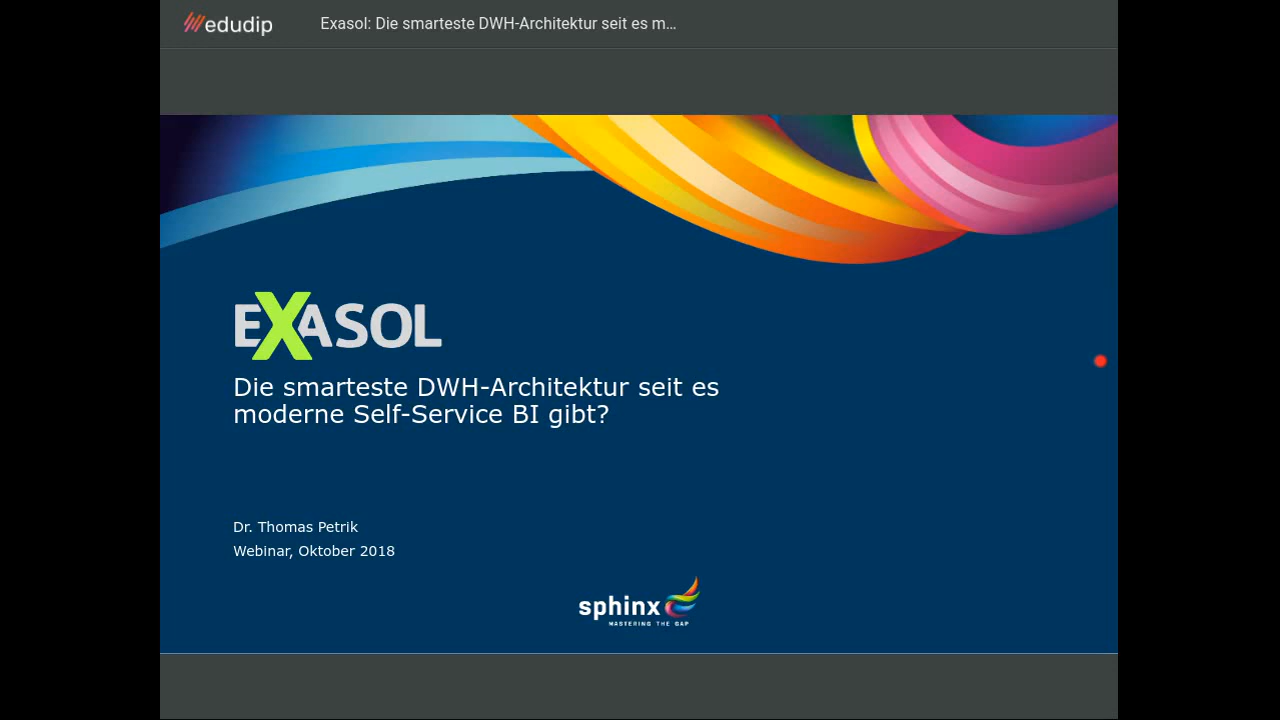 edudip
Exasol: Die smarteste DWH-Architektur seit es m...
EXASOL
Die smarteste DWH-Architektur seit es
moderne Self-Service BI gibt?
Dr. Thomas Petrik
Webinar, Oktober 2018
sphinx
MASTERING THE GAP